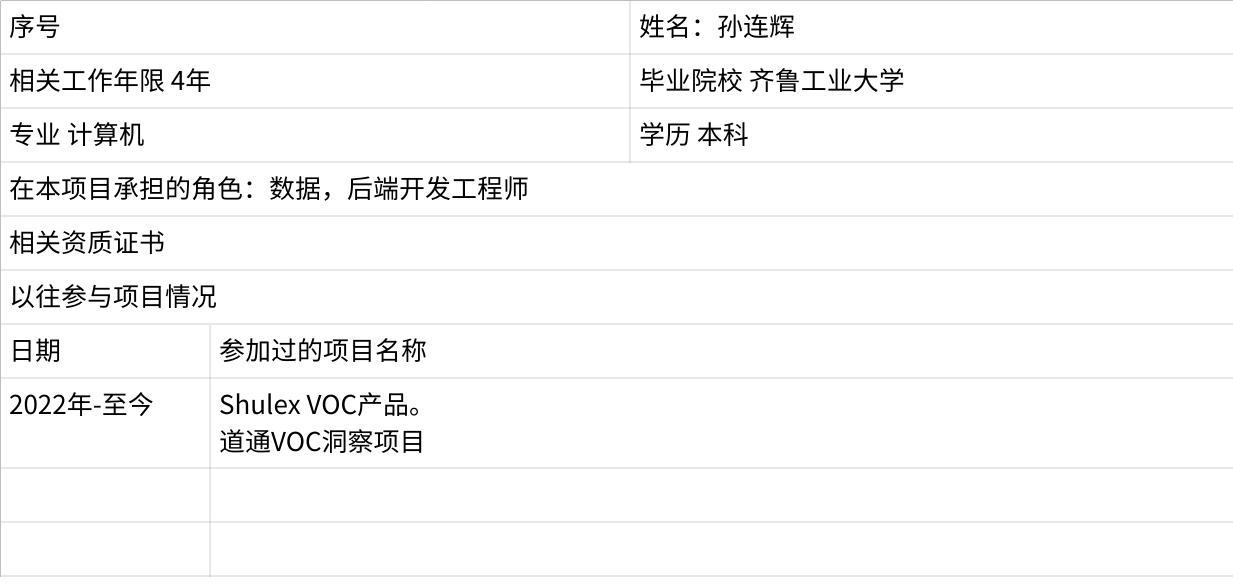 序号
姓名：孙连辉
相关工作年限 4年
毕业院校 齐鲁工业大学
专业 计算机
学历 本科
在本项目承担的角色：数据，后端开发工程师
相关资质证书
以往参与项目情况
日期
参加过的项目名称
2022年-至今
Shulex VOC产品。
道通VOC洞察项目